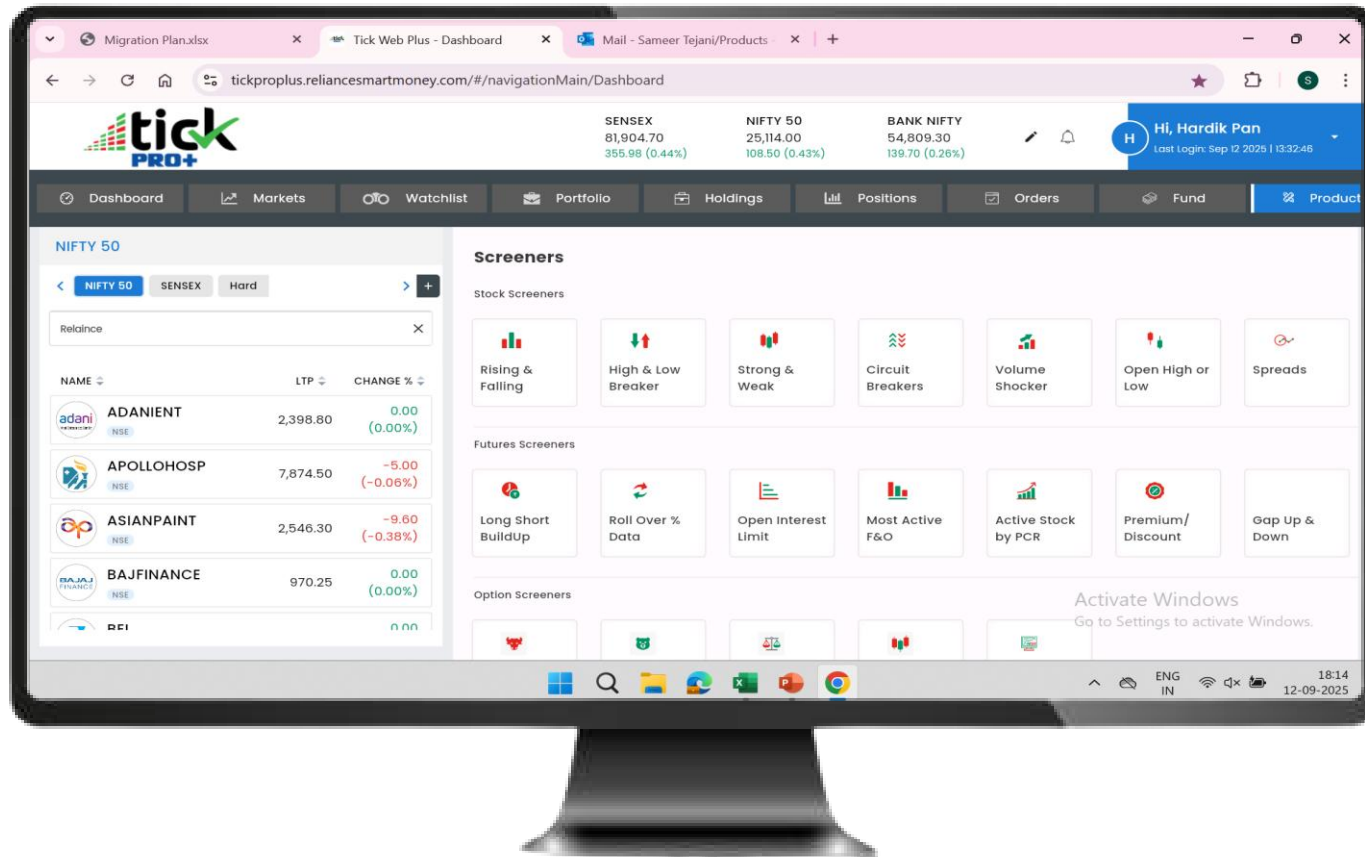 Migration Plan.xlsx
Tick Web Plus - Dashboard
Mail - Sameer Tejani/Products -
tickproplus.reliancesmartmoney.com/#/navigationMain/Dashboard
S
tick
PRO+
SENSEX
81,904.70
355.98 (0.44%)
NIFTY 50
25,114.00
108.50 (0.43%)
BANK NIFTY
54,809.30
139.70 (0.26%)
H
Hi, Hardik Pan
Last Login: Sep 12 2025 | 13:32:46
Dashboard
Markets
Watchlist
Portfolio
Holdings
Positions
Orders
Fund
Product
NIFTY 50
NIFTY 50 SENSEX Hard
+
Relaince
NAME LTP CHANGE %
adani
ADANIENT
NSE
2,398.80
0.00
(0.00%)
APOLLOHOSP
NSE
7,874.50
-5.00
(-0.06%)
ap
ASIANPAINT
NSE
2,546.30
-9.60
(-0.38%)
BAJAJ
FINANCE
BAJFINANCE
NSE
970.25
0.00
(0.00%)
BEL
0.00
Screeners
Stock Screeners
Rising &
Falling
High & Low
Breaker
Strong &
Weak
Circuit
Breakers
Volume
Shocker
Open High or
Low
Spreads
Futures Screeners
Long Short
BuildUp
Roll Over %
Data
Open Interest
Limit
Most Active
F&O
Active Stock
by PCR
Premium/
Discount
Gap Up &
Down
Option Screeners
Activate Windows
Go to Settings to activate Windows.
ENG
IN
18:14
12-09-2025